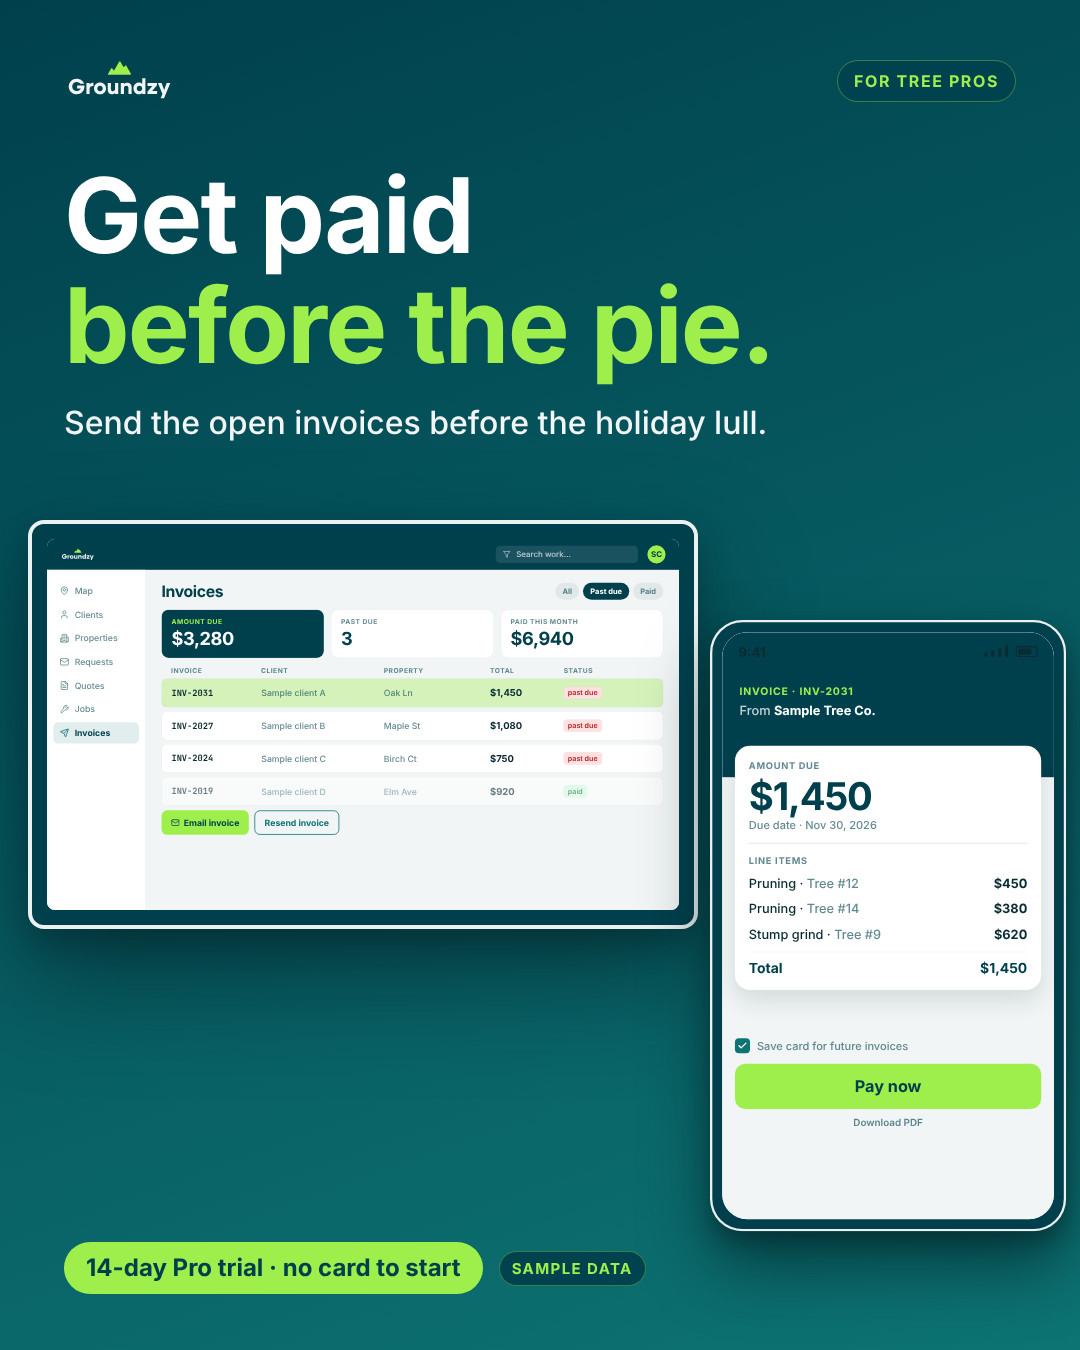 Groundzy
FOR TREE PROS
Get paid
before the pie.
Send the open invoices before the holiday lull.
Groundzy
Search work...
SC
Map
Clients
Properties
Requests
Quotes
Jobs
Invoices
Invoices
All
Past due
Paid
AMOUNT DUE
$3,280
PAST DUE
3
PAID THIS MONTH
$6,940
INVOICE CLIENT PROPERTY TOTAL STATUS
INV-2031 Sample client A Oak Ln $1,450 past due
INV-2027 Sample client B Maple St $1,080 past due
INV-2024 Sample client C Birch Ct $750 past due
INV-2019 Sample client D Elm Ave $920 paid
Email invoice
Resend invoice
9:41
INVOICE · INV-2031
From Sample Tree Co.
AMOUNT DUE
$1,450
Due date · Nov 30, 2026
LINE ITEMS
Pruning · Tree #12 $450
Pruning · Tree #14 $380
Stump grind · Tree #9 $620
Total $1,450
Save card for future invoices
Pay now
Download PDF
14-day Pro trial · no card to start
SAMPLE DATA